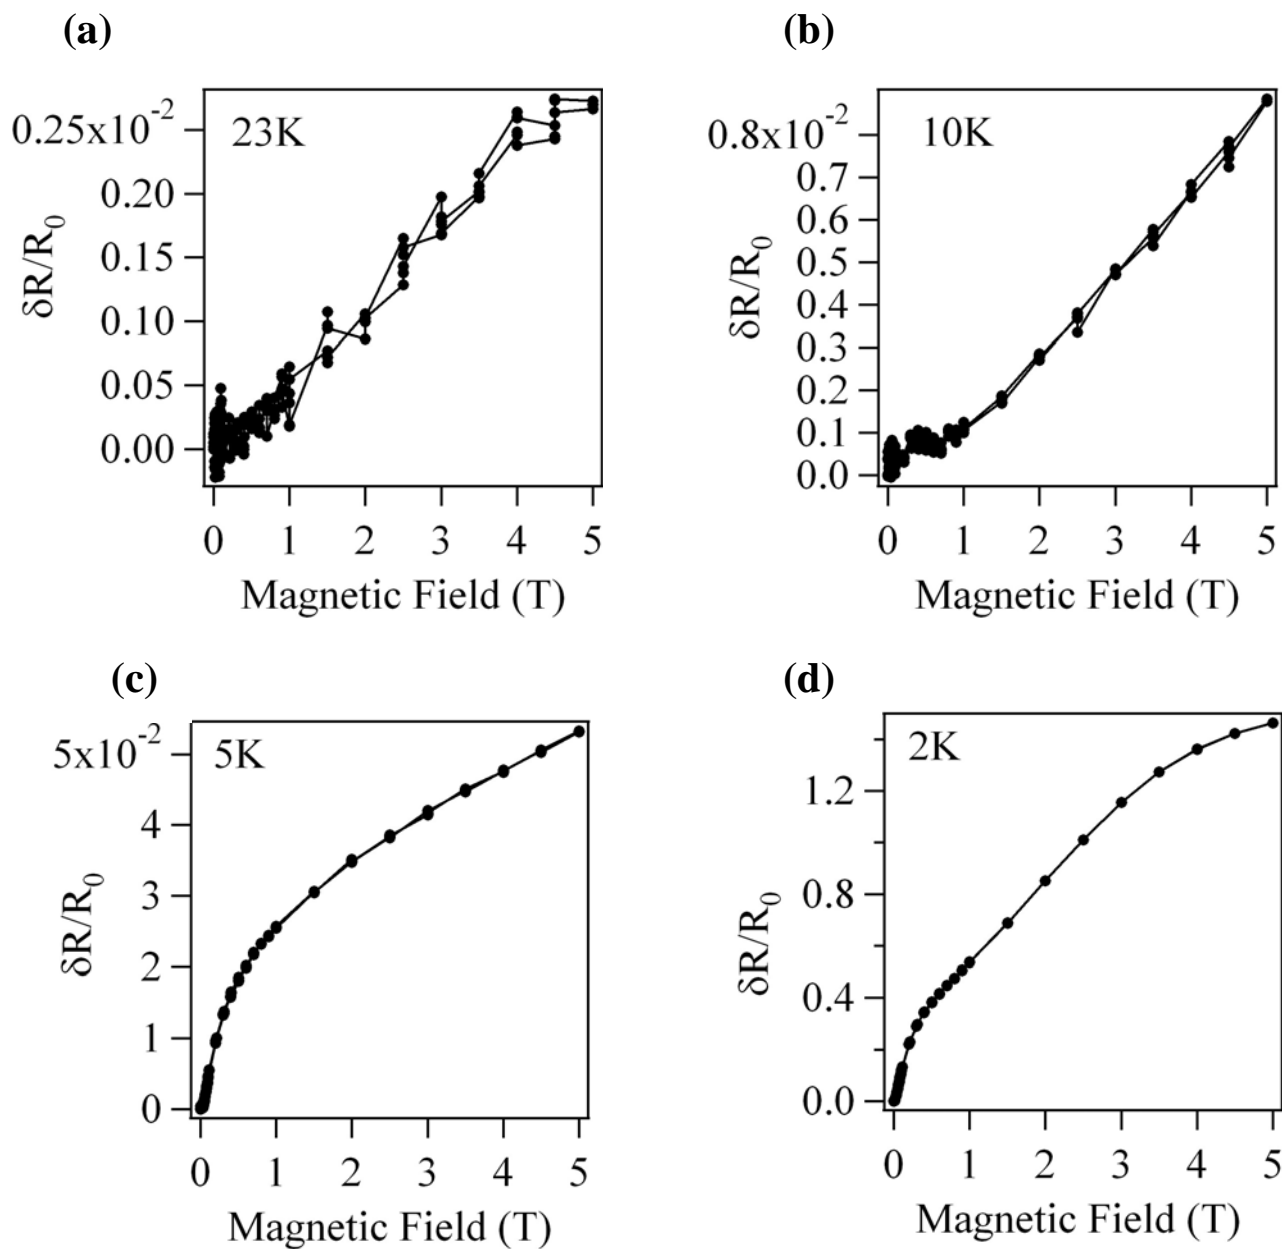 (a)
23K
0.25x10⁻²
0.20
0.15
0.10
0.05
0.00
δR/R₀
0 1 2 3 4 5
Magnetic Field (T)
(b)
10K
0.8x10⁻²
0.7
0.6
0.5
0.4
0.3
0.2
0.1
0.0
δR/R₀
0 1 2 3 4 5
Magnetic Field (T)
(c)
5K
5x10⁻²
4
3
2
1
0
δR/R₀
0 1 2 3 4 5
Magnetic Field (T)
(d)
2K
1.2
0.8
0.4
0.0
δR/R₀
0 1 2 3 4 5
Magnetic Field (T)